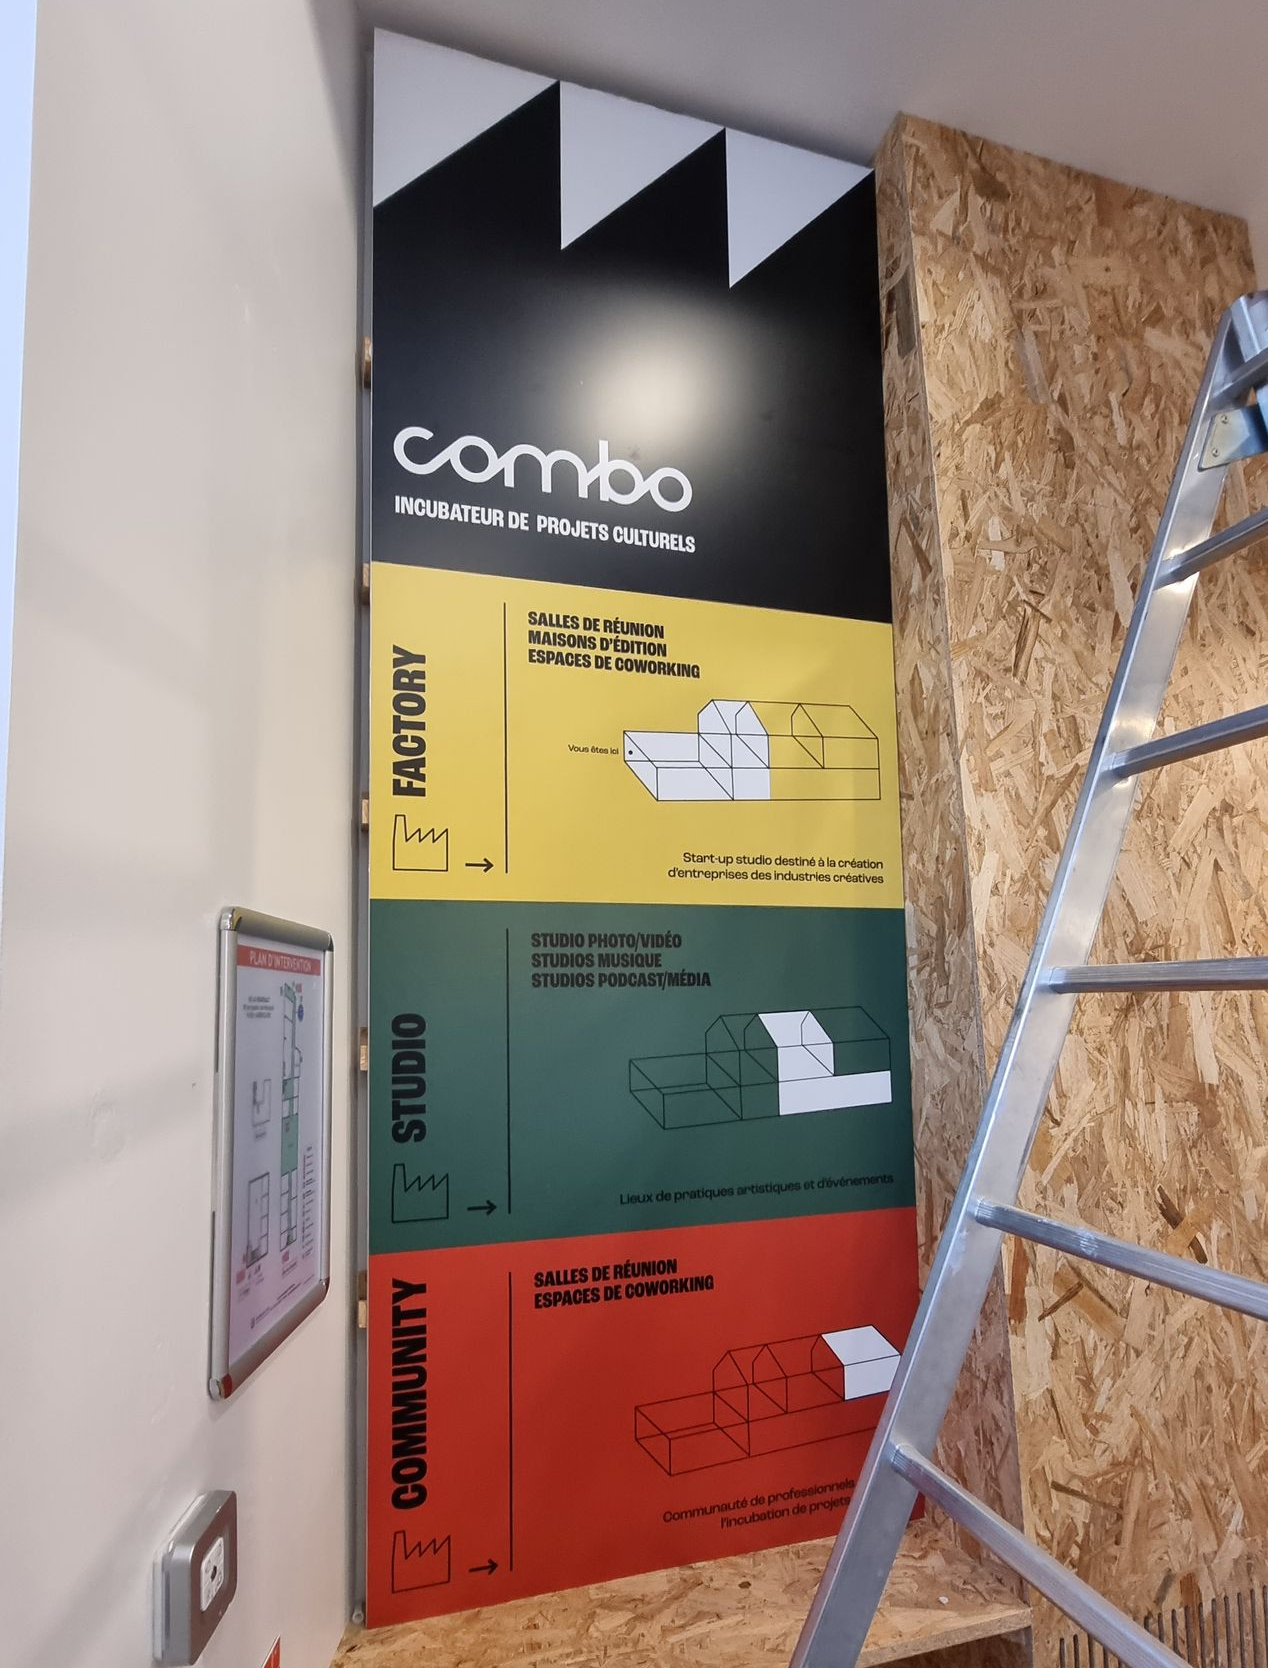 combo
INCUBATEUR DE PROJETS CULTURELS
FACTORY
SALLES DE RÉUNION
MAISONS D'ÉDITION
ESPACES DE COWORKING
Vous êtes ici
Start-up studio destiné à la création
d'entreprises des industries créatives
STUDIO
STUDIO PHOTO/VIDÉO
STUDIOS MUSIQUE
STUDIOS PODCAST/MÉDIA
Lieux de pratiques artistiques et d'événements
COMMUNITY
SALLES DE RÉUNION
ESPACES DE COWORKING
Communauté de professionnels
l'incubation de projets
PLAN D'INTERVENTION